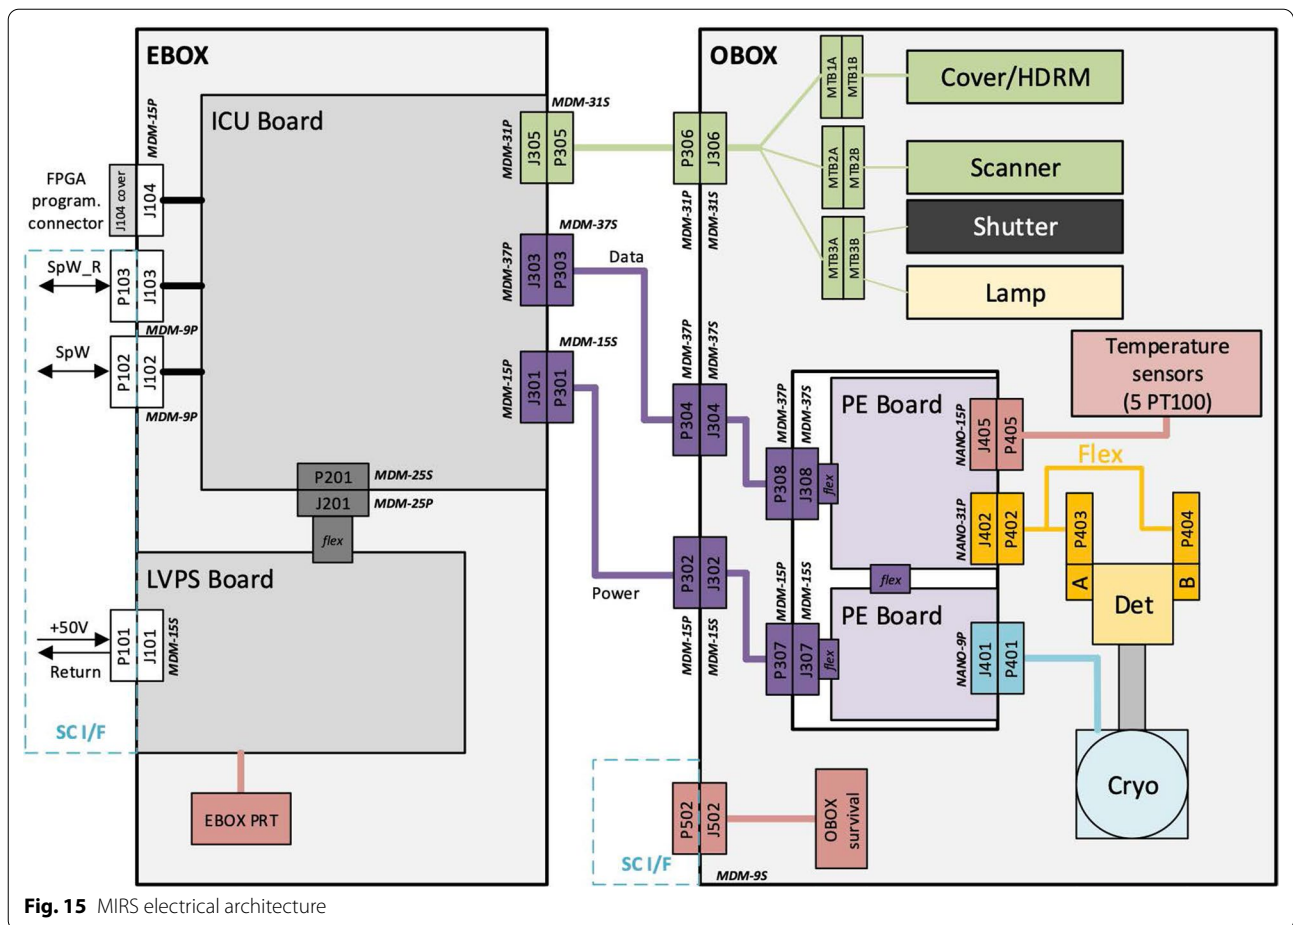 EBOX
MDM-15P
ICU Board
FPGA
program.
connector
J104 cover
J104
SpW_R
P103
J103
MDM-9P
SpW
P102
J102
MDM-9P
MDM-31S
MDM-31P
J305
P305
MDM-37S
MDM-37P
J303
P303
Data
MDM-15S
MDM-15P
J301
P301
P201
MDM-25S
J201
MDM-25P
flex
LVPS Board
Power
+50V
Return
P101
J101
MDM-15S
SC I/F
EBOX PRT
OBOX
P306
J306
MDM-31P
MDM-31S
MTB1A
MTB1B
Cover/HDRM
MTB2A
MTB2B
Scanner
MTB3A
MTB3B
Shutter
Lamp
MDM-37P
MDM-37S
P304
J304
Temperature
sensors
(5 PT100)
MDM-37P
MDM-37S
P308
J308
flex
PE Board
NANO-15P
J405
P405
Flex
NANO-31P
J402
P402
P403
P404
A
B
Det
flex
P302
J302
MDM-15P
MDM-15S
MDM-15P
MDM-15S
P307
J307
flex
PE Board
NANO-9P
J401
P401
Cryo
P502
J502
OBOX
survival
SC I/F
MDM-9S
Fig. 15 MIRS electrical architecture